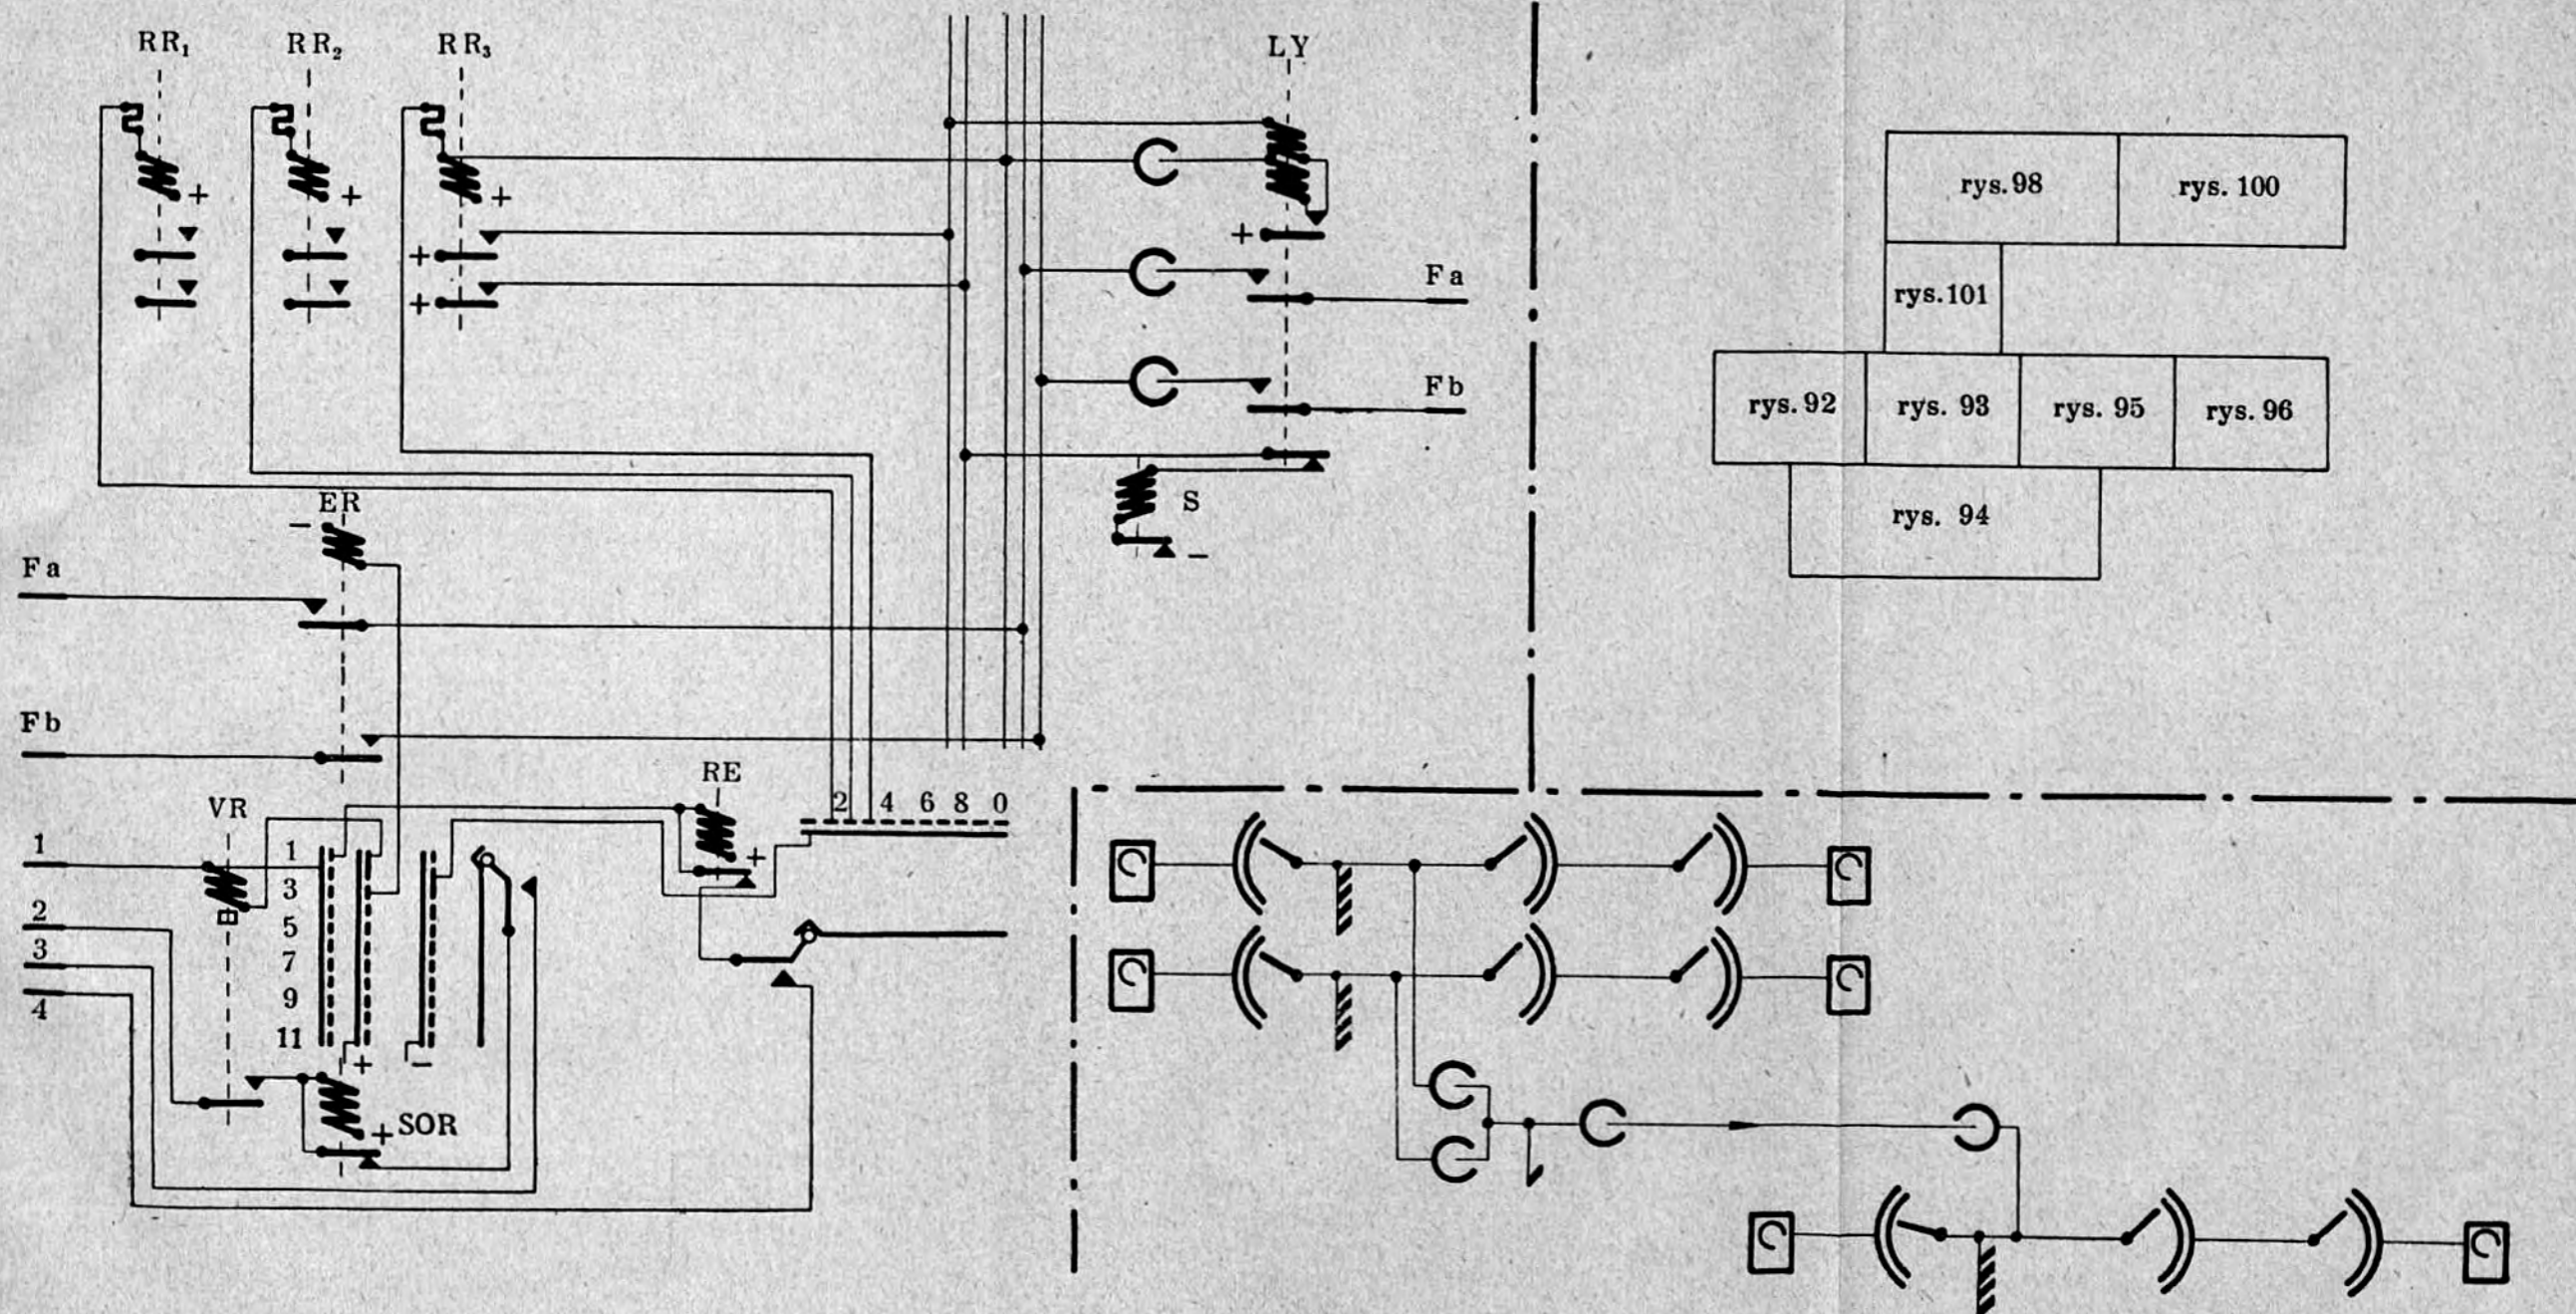 RR₁ RR₂ RR₃ LY
+ + +
+ +
Fa
+
Fb
S
ER
− −
Fa
Fb
RE
VR 2 4 6 8 0
1 1 +
3
2 5
3 7
4 9
11
+ −
+ SOR
rys. 98 rys. 100
rys. 101
rys. 92 rys. 93 rys. 95 rys. 96
rys. 94